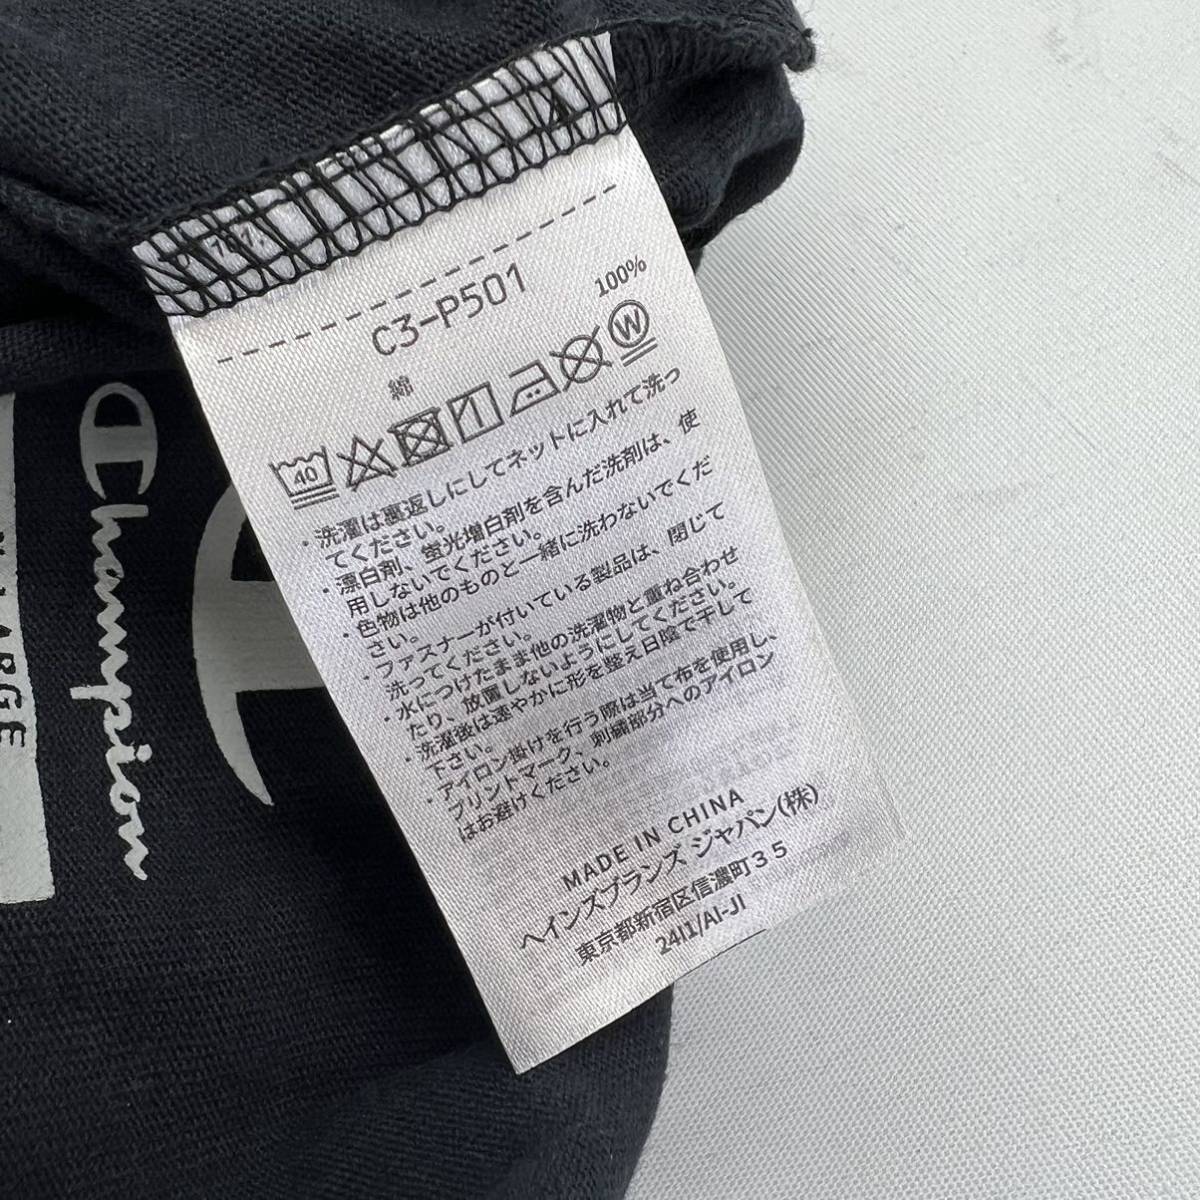 C3-P501
綿 100%
40
W
・洗濯は裏返しにしてネットに入れて洗っ
てください。
・漂白剤、蛍光増白剤を含んだ洗剤は、使
用しないでください。
・色物は他のものと一緒に洗わないでくだ
さい。
・ファスナーが付いている製品は、閉じて
洗ってください。
・水につけたまま他の洗濯物と重ね合わせ
たり、放置しないようにしてください。
・洗濯後は速やかに形を整え日陰で干して
下さい。
・アイロン掛けを行う際は当て布を使用し、
プリントマーク、刺繍部分へのアイロン
はお避けください。
MADE IN CHINA
ヘインズブランズ ジャパン(株)
東京都新宿区信濃町35
24I1/AI-JI
Champion